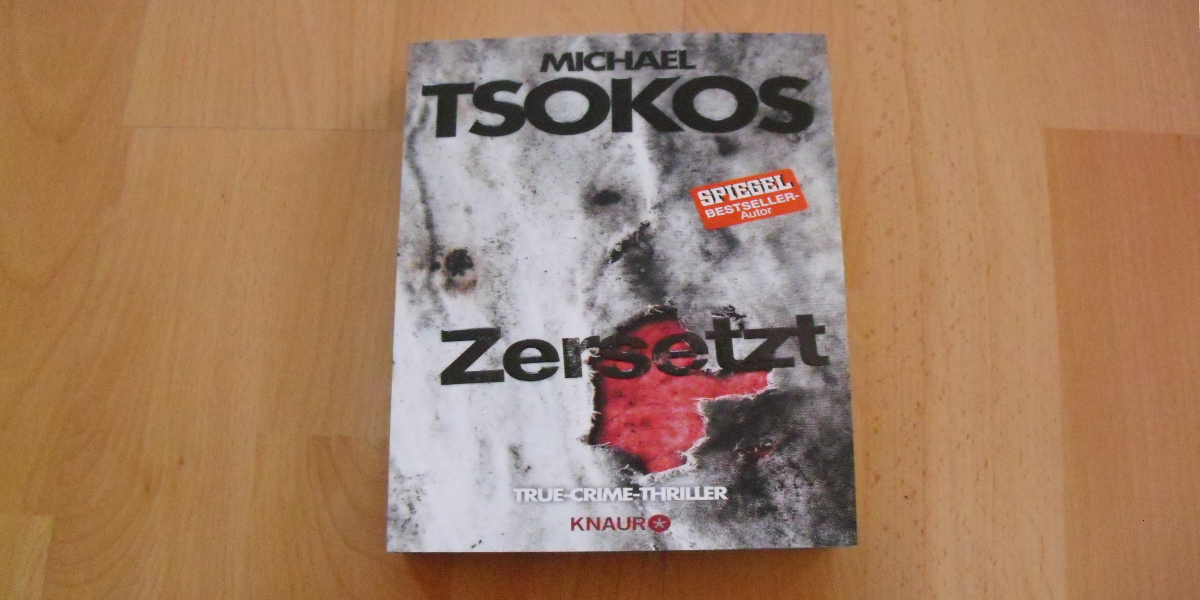 MICHAEL
TSOKOS
SPIEGEL
BESTSELLER-
Autor
Zersetzt
TRUE-CRIME-THRILLER
KNAUR